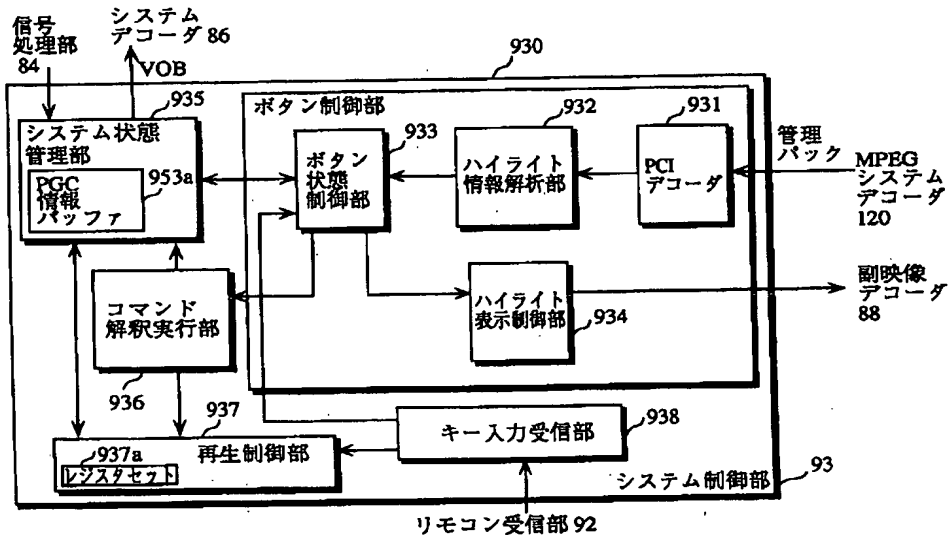 信号
処理部
84
システム
デコーダ 86
VOB
930
935
システム状態
管理部
PGC
情報
バッファ
953a
ボタン制御部
933
ボタン
状態
制御部
932
ハイライト
情報解析部
931
PCI
デコーダ
管理
パック
MPEG
システム
デコーダ
120
コマンド
解釈実行部
936
ハイライト
表示制御部
934
副映像
デコーダ
88
937
937a
レジスタセット
再生制御部
キー入力受信部
938
システム制御部
93
リモコン受信部 92